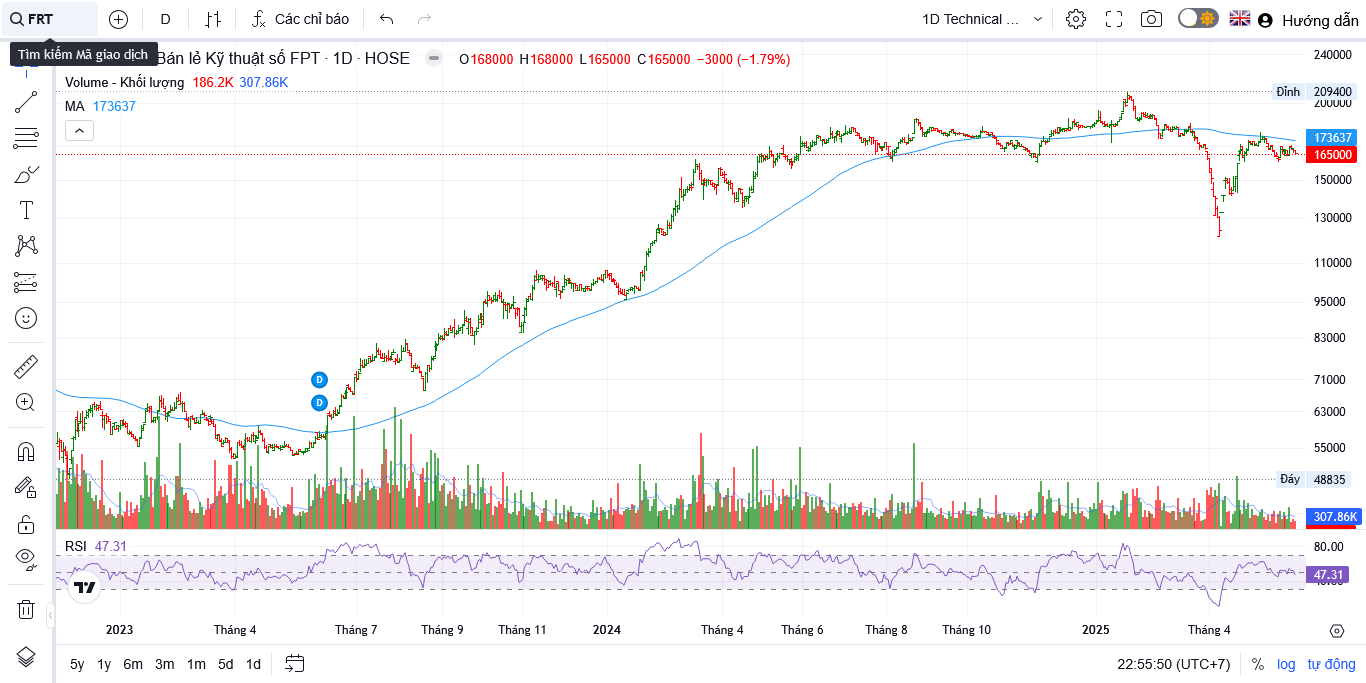 FRT
D
Các chỉ báo
1D Technical ...
Hướng dẫn
Tìm kiếm Mã giao dịch
Bán lẻ Kỹ thuật số FPT · 1D · HOSE
O168000 H168000 L165000 C165000 −3000 (−1.79%)
Volume - Khối lượng 186.2K 307.86K
MA 173637
240000
Đỉnh 209400
200000
173637
165000
150000
130000
110000
95000
83000
71000
63000
55000
Đáy 48835
307.86K
D
D
RSI 47.31
80.00
47.31
2023 Tháng 4 Tháng 7 Tháng 9 Tháng 11 2024 Tháng 4 Tháng 6 Tháng 8 Tháng 10 2025 Tháng 4
5y 1y 6m 3m 1m 5d 1d
22:55:50 (UTC+7) % log tự động